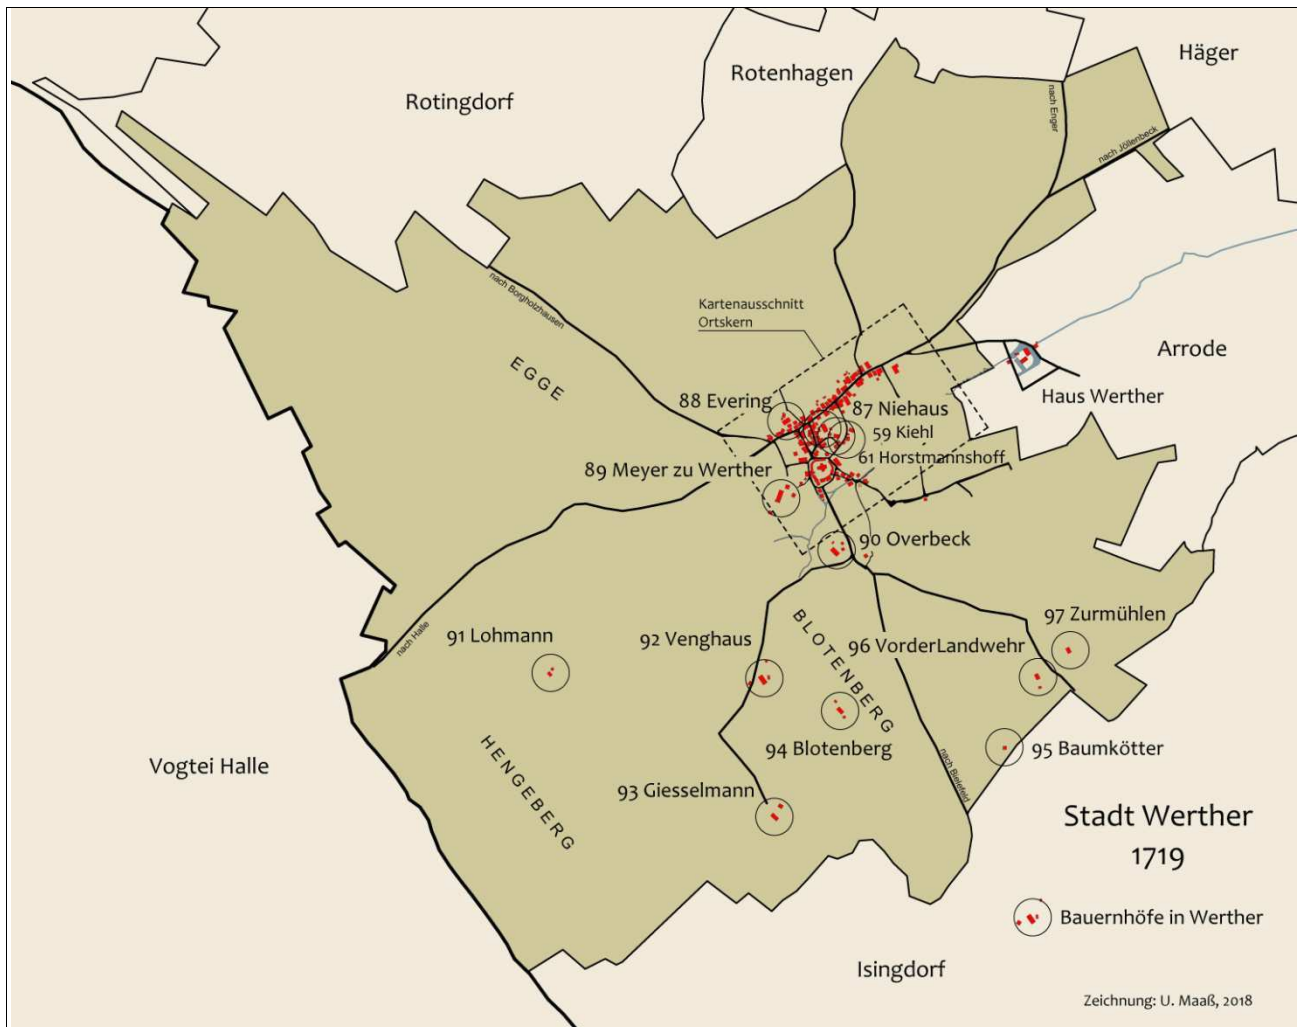 Häger
Rotenhagen
Rotingdorf
nach Enger
nach Jöllenbeck
nach Borgholzhausen
Kartenausschnitt
Ortskern
Arrode
EGGE
Haus Werther
88 Evering
87 Niehaus
59 Kiehl
61 Horstmannshoff
89 Meyer zu Werther
90 Overbeck
97 Zurmühlen
nach Halle
91 Lohmann
92 Venghaus
BLOTENBERG
96 VorderLandwehr
94 Blotenberg
95 Baumkötter
nach Bielefeld
Vogtei Halle
HENGEBERG
93 Giesselmann
Stadt Werther
1719
Bauernhöfe in Werther
Isingdorf
Zeichnung: U. Maaß, 2018